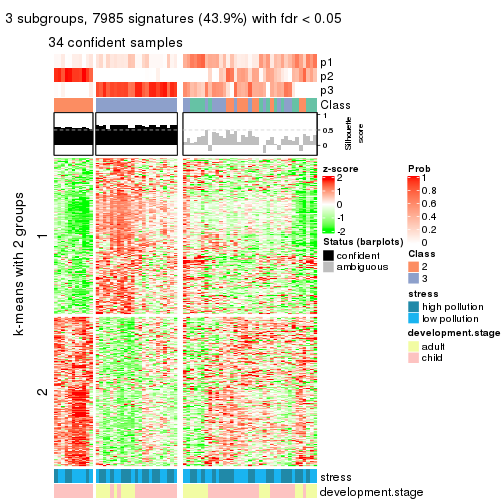 3 subgroups, 7985 signatures (43.9%) with fdr < 0.05
34 confident samples
p1
p2
p3
Class
1
0.5
0
Silhouette
score
k-means with 2 groups
1
2
z-score
2
1
0
-1
-2
Status (barplots)
confident
ambiguous
Prob
1
0.8
0.6
0.4
0.2
0
Class
2
3
stress
high pollution
low pollution
development.stage
adult
child
stress
development.stage